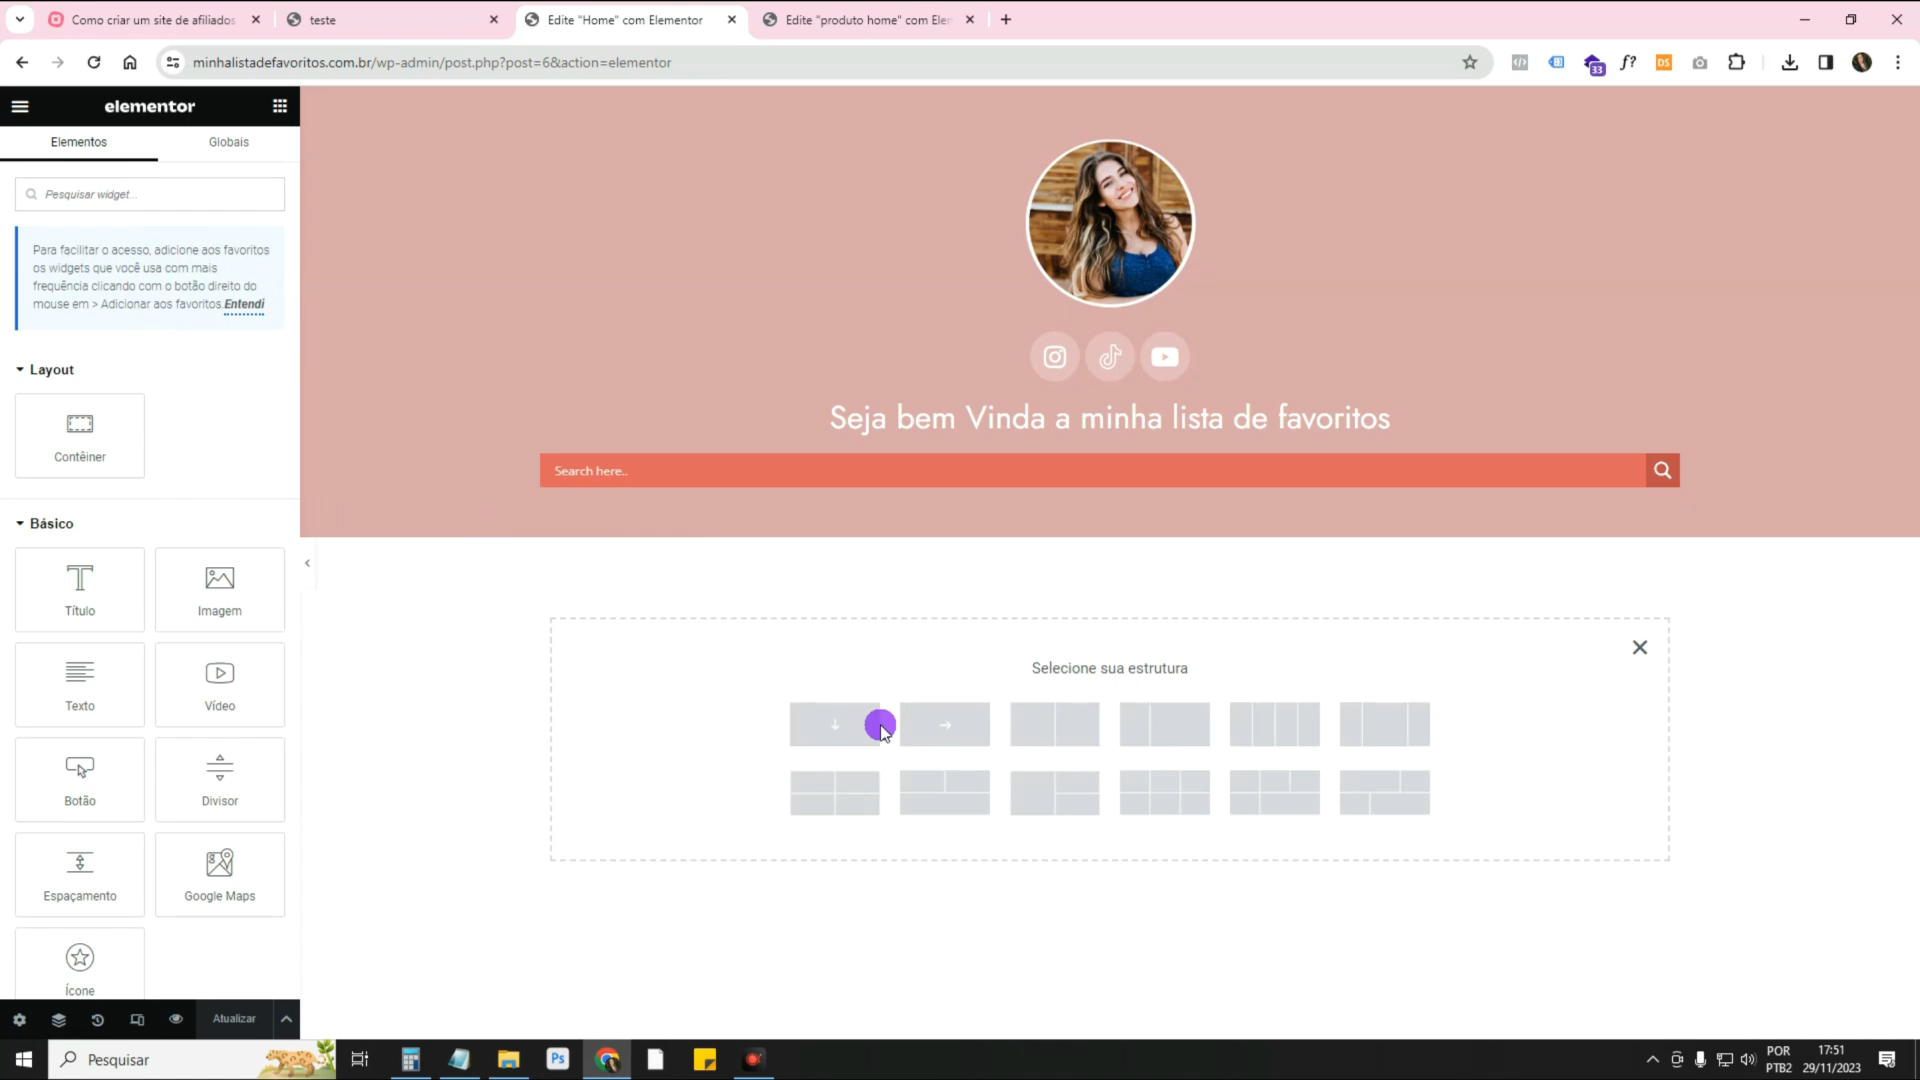 Como criar um site de afiliados
teste
Edite "Home" com Elementor
Edite "produto home" com Eler
minhalistadefavoritos.com.br/wp-admin/post.php?post=6&action=elementor
33
f?
DS
elementor
Elementos
Globais
Pesquisar widget...
Para facilitar o acesso, adicione aos favoritos
os widgets que você usa com mais
frequência clicando com o botão direito do
mouse em > Adicionar aos favoritos. Entendi
Layout
Contêiner
Básico
Título
Imagem
Texto
Vídeo
Botão
Divisor
Espaçamento
Google Maps
Ícone
Atualizar
Seja bem Vinda a minha lista de favoritos
Search here..
Selecione sua estrutura
Pesquisar
Ps
POR
PTB2
17:51
29/11/2023